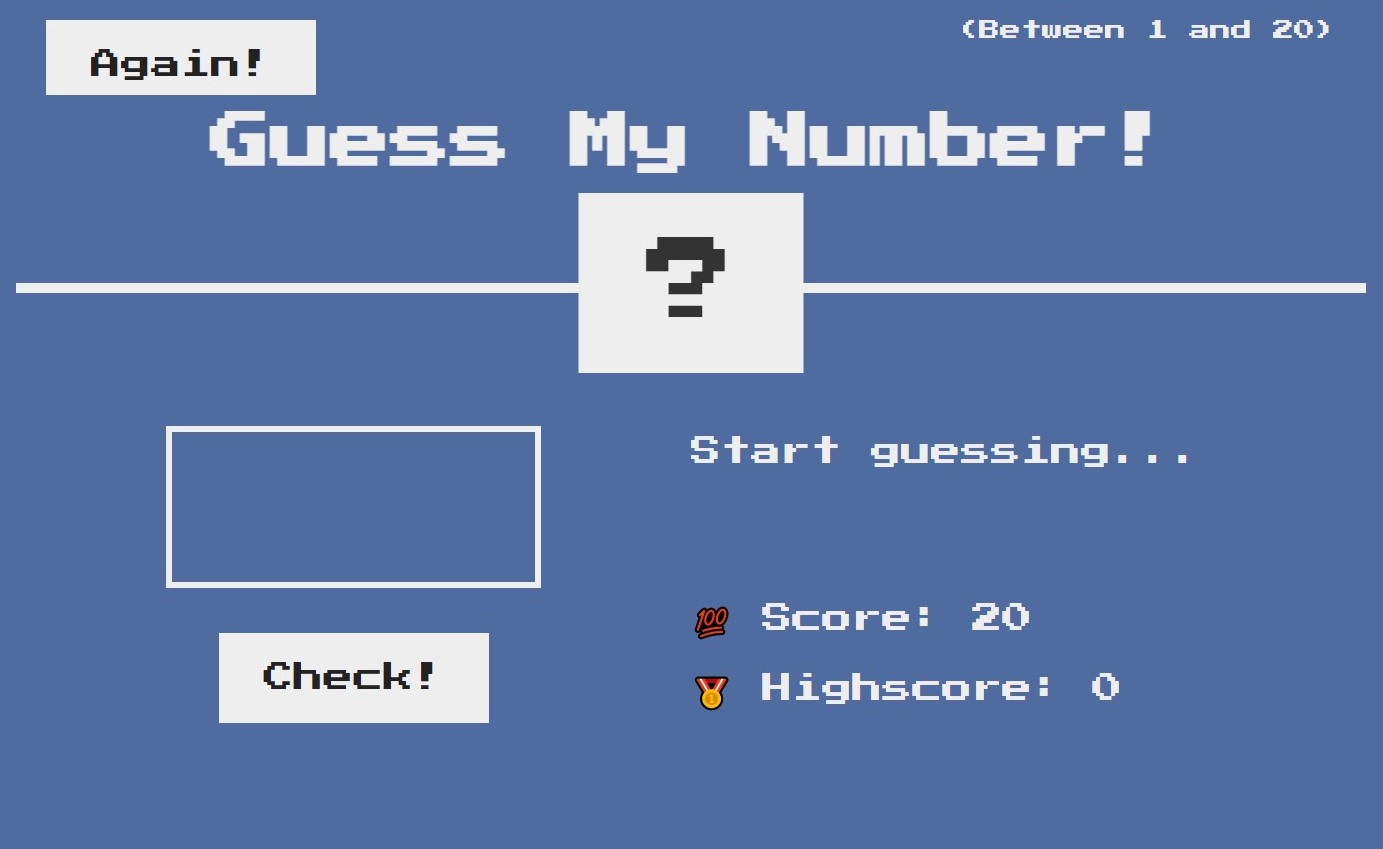 Again!
(Between 1 and 20)
Guess My Number!
?
Start guessing...
💯 Score: 20
🥇 Highscore: 0
Check!